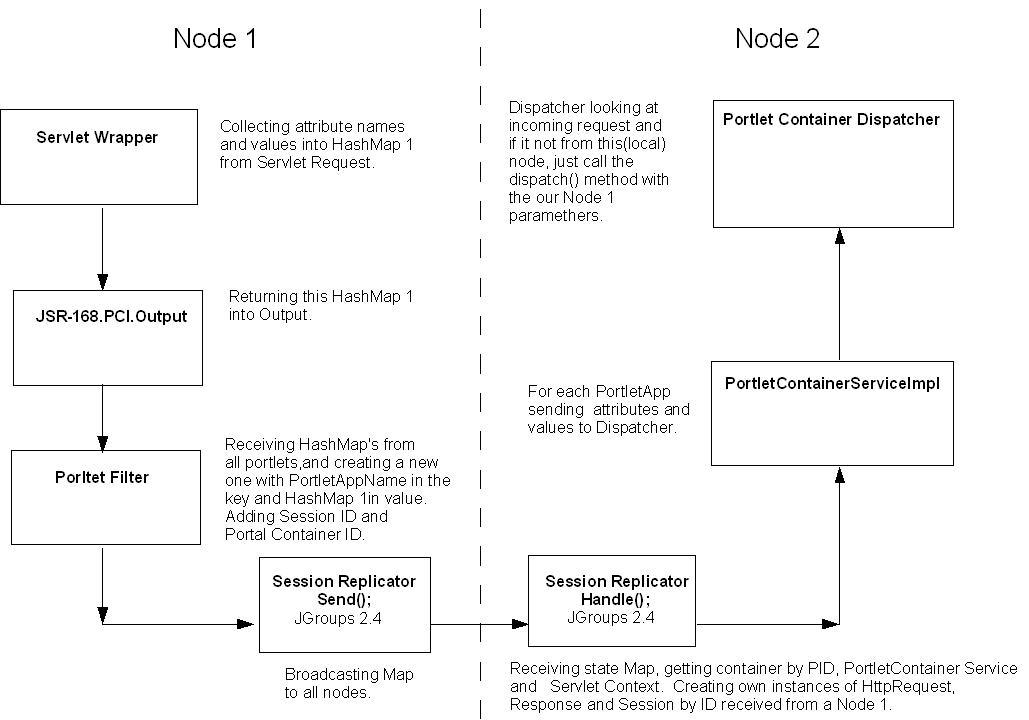 Node 1
Servlet Wrapper
Collecting attribute names
and values into HashMap 1
from Servlet Request.
JSR-168.PCI.Output
Returning this HashMap 1
into Output.
Porltet Filter
Receiving HashMap's from
all portlets,and creating a new
one with PortletAppName in the
key and HashMap 1in value.
Adding Session ID and
Portal Container ID.
Session Replicator
Send();
JGroups 2.4
Broadcasting Map
to all nodes.
Node 2
Dispatcher looking at
incoming request and
if it not from this(local)
node, just call the
dispatch() method with
the our Node 1
paramethers.
Portlet Container Dispatcher
For each PortletApp
sending attributes and
values to Dispatcher.
PortletContainerServiceImpl
Session Replicator
Handle();
JGroups 2.4
Receiving state Map, getting container by PID, PortletContainer Service
and Servlet Context. Creating own instances of HttpRequest,
Response and Session by ID received from a Node 1.